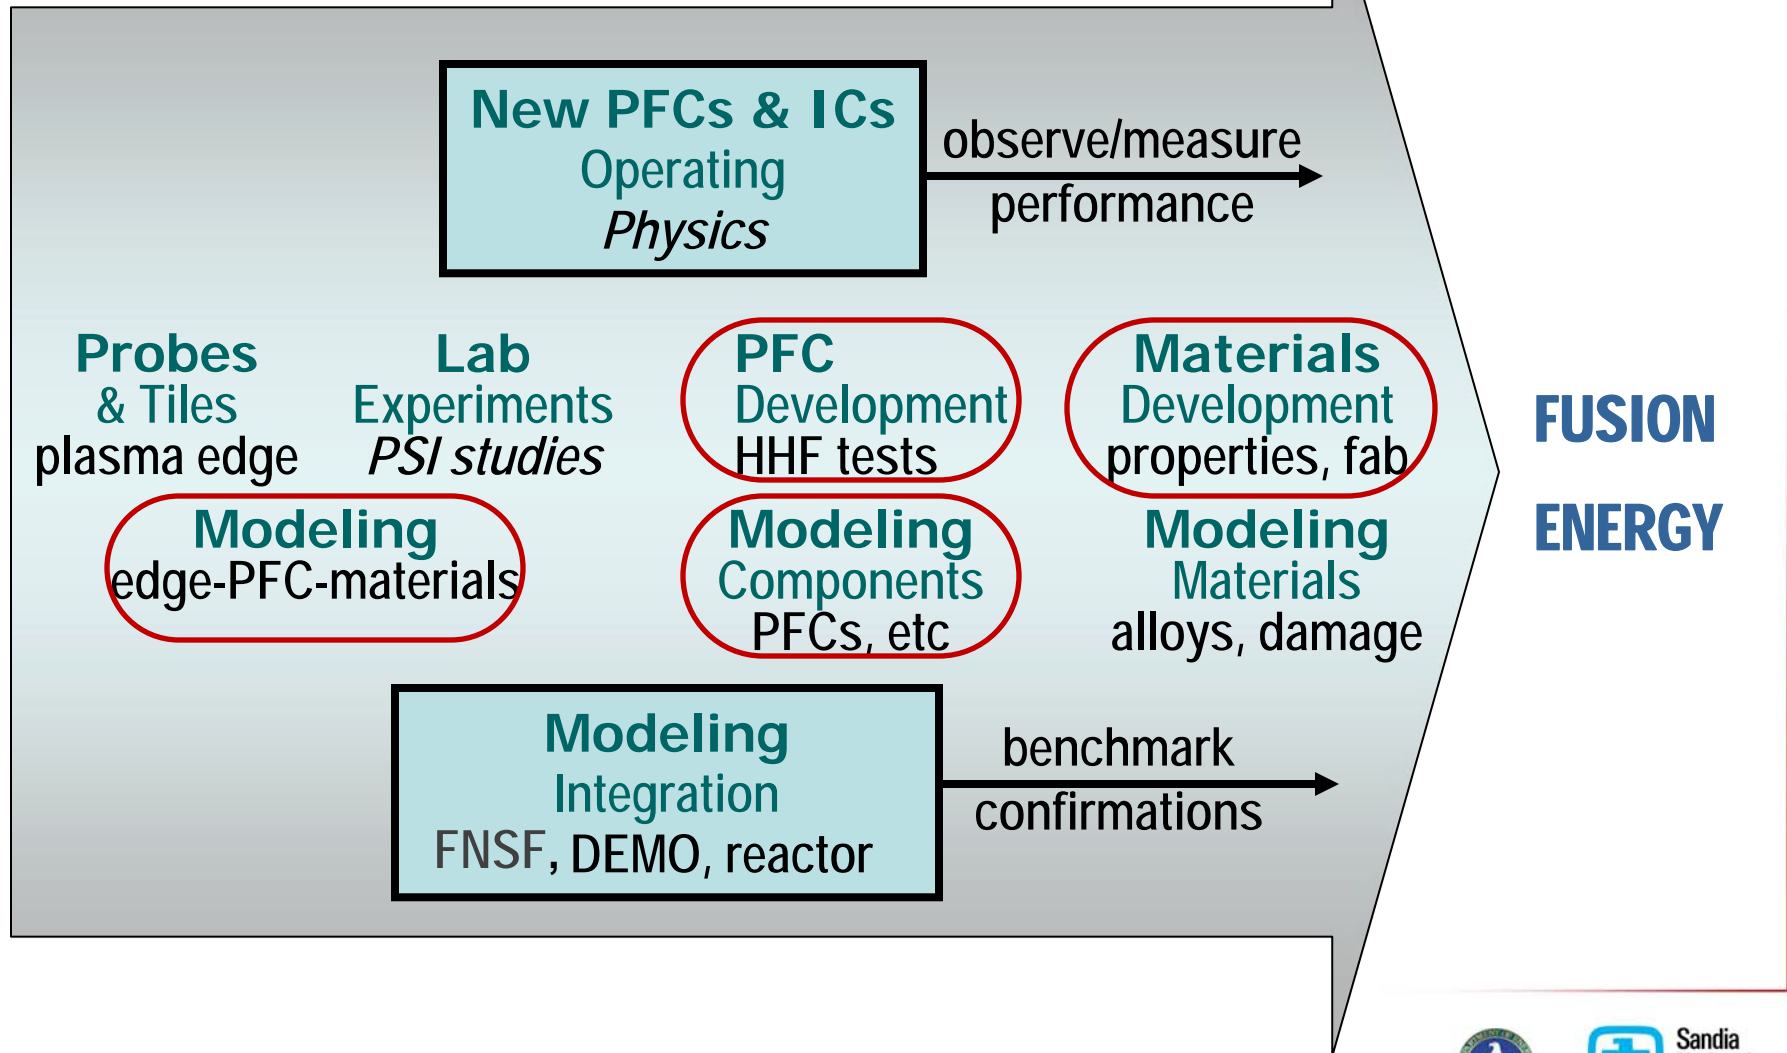 New PFCs & ICs
Operating
Physics
observe/measure
performance
Probes
& Tiles
plasma edge
Lab
Experiments
PSI studies
PFC
Development
HHF tests
Materials
Development
properties, fab
Modeling
edge-PFC-materials
Modeling
Components
PFCs, etc
Modeling
Materials
alloys, damage
FUSION
ENERGY
Modeling
Integration
FNSF, DEMO, reactor
benchmark
confirmations
Sandia